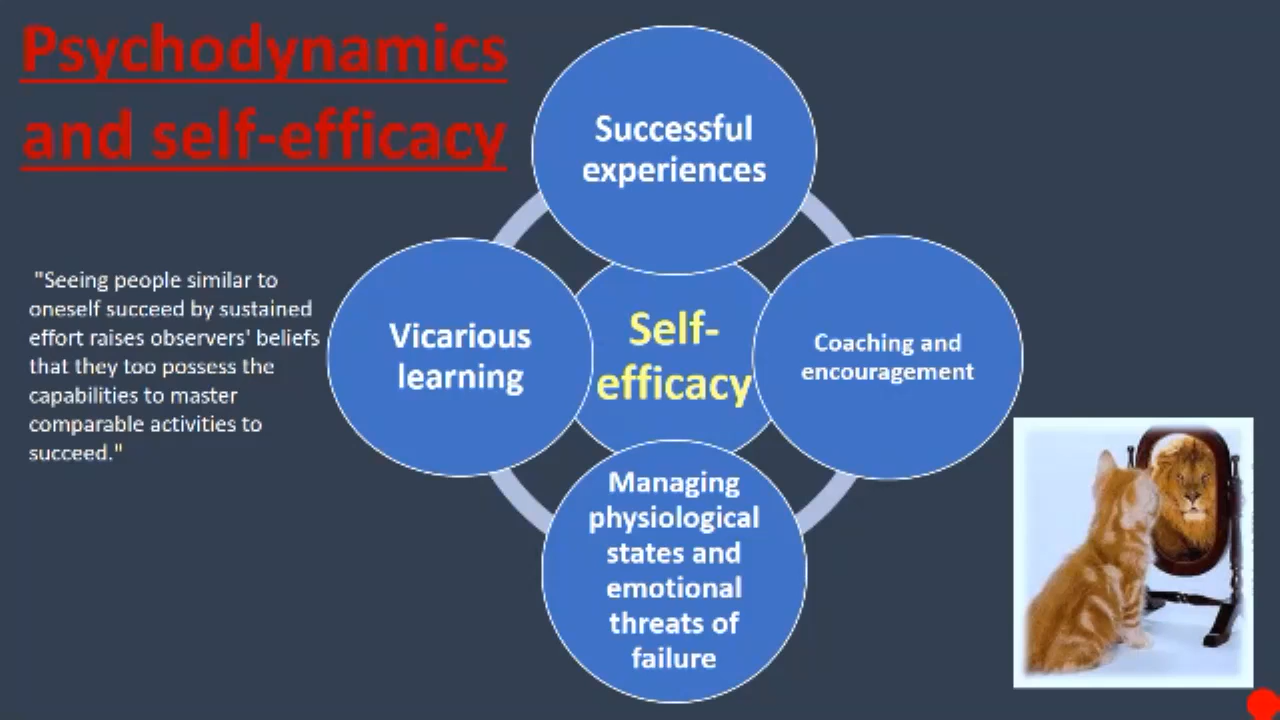 Psychodynamics
and self-efficacy
"Seeing people similar to
oneself succeed by sustained
effort raises observers' beliefs
that they too possess the
capabilities to master
comparable activities to
succeed."
Successful
experiences
Vicarious
learning
Self-
efficacy
Coaching and
encouragement
Managing
physiological
states and
emotional
threats of
failure